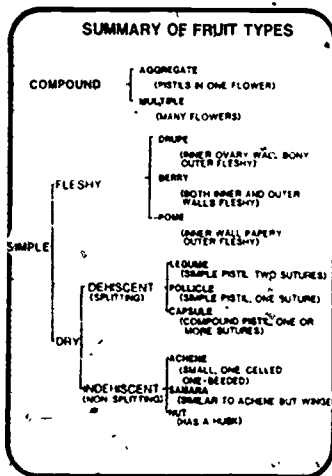 SUMMARY OF FRUIT TYPES
COMPOUND
AGGREGATE
(PISTILS IN ONE FLOWER)
MULTIPLE
(MANY FLOWERS)
SIMPLE
FLESHY
DRUPE
(INNER OVARY WALL BONY
OUTER FLESHY)
BERRY
(BOTH INNER AND OUTER
WALLS FLESHY)
POME
(INNER WALL PAPERY
OUTER FLESHY)
DRY
DEHISCENT
(SPLITTING)
LEGUME
(SIMPLE PISTIL, TWO SUTURES)
POLLICLE
(SIMPLE PISTIL, ONE SUTURE)
CAPSULE
(COMPOUND PISTIL, ONE OR
MORE SUTURES)
INDEHISCENT
(NON SPLITTING)
ACHENE
(SMALL, ONE CELLED
ONE-SEEDED)
SAMARA
(SIMILAR TO ACHENE BUT WINGED
NUT
(HAS A HUSK)